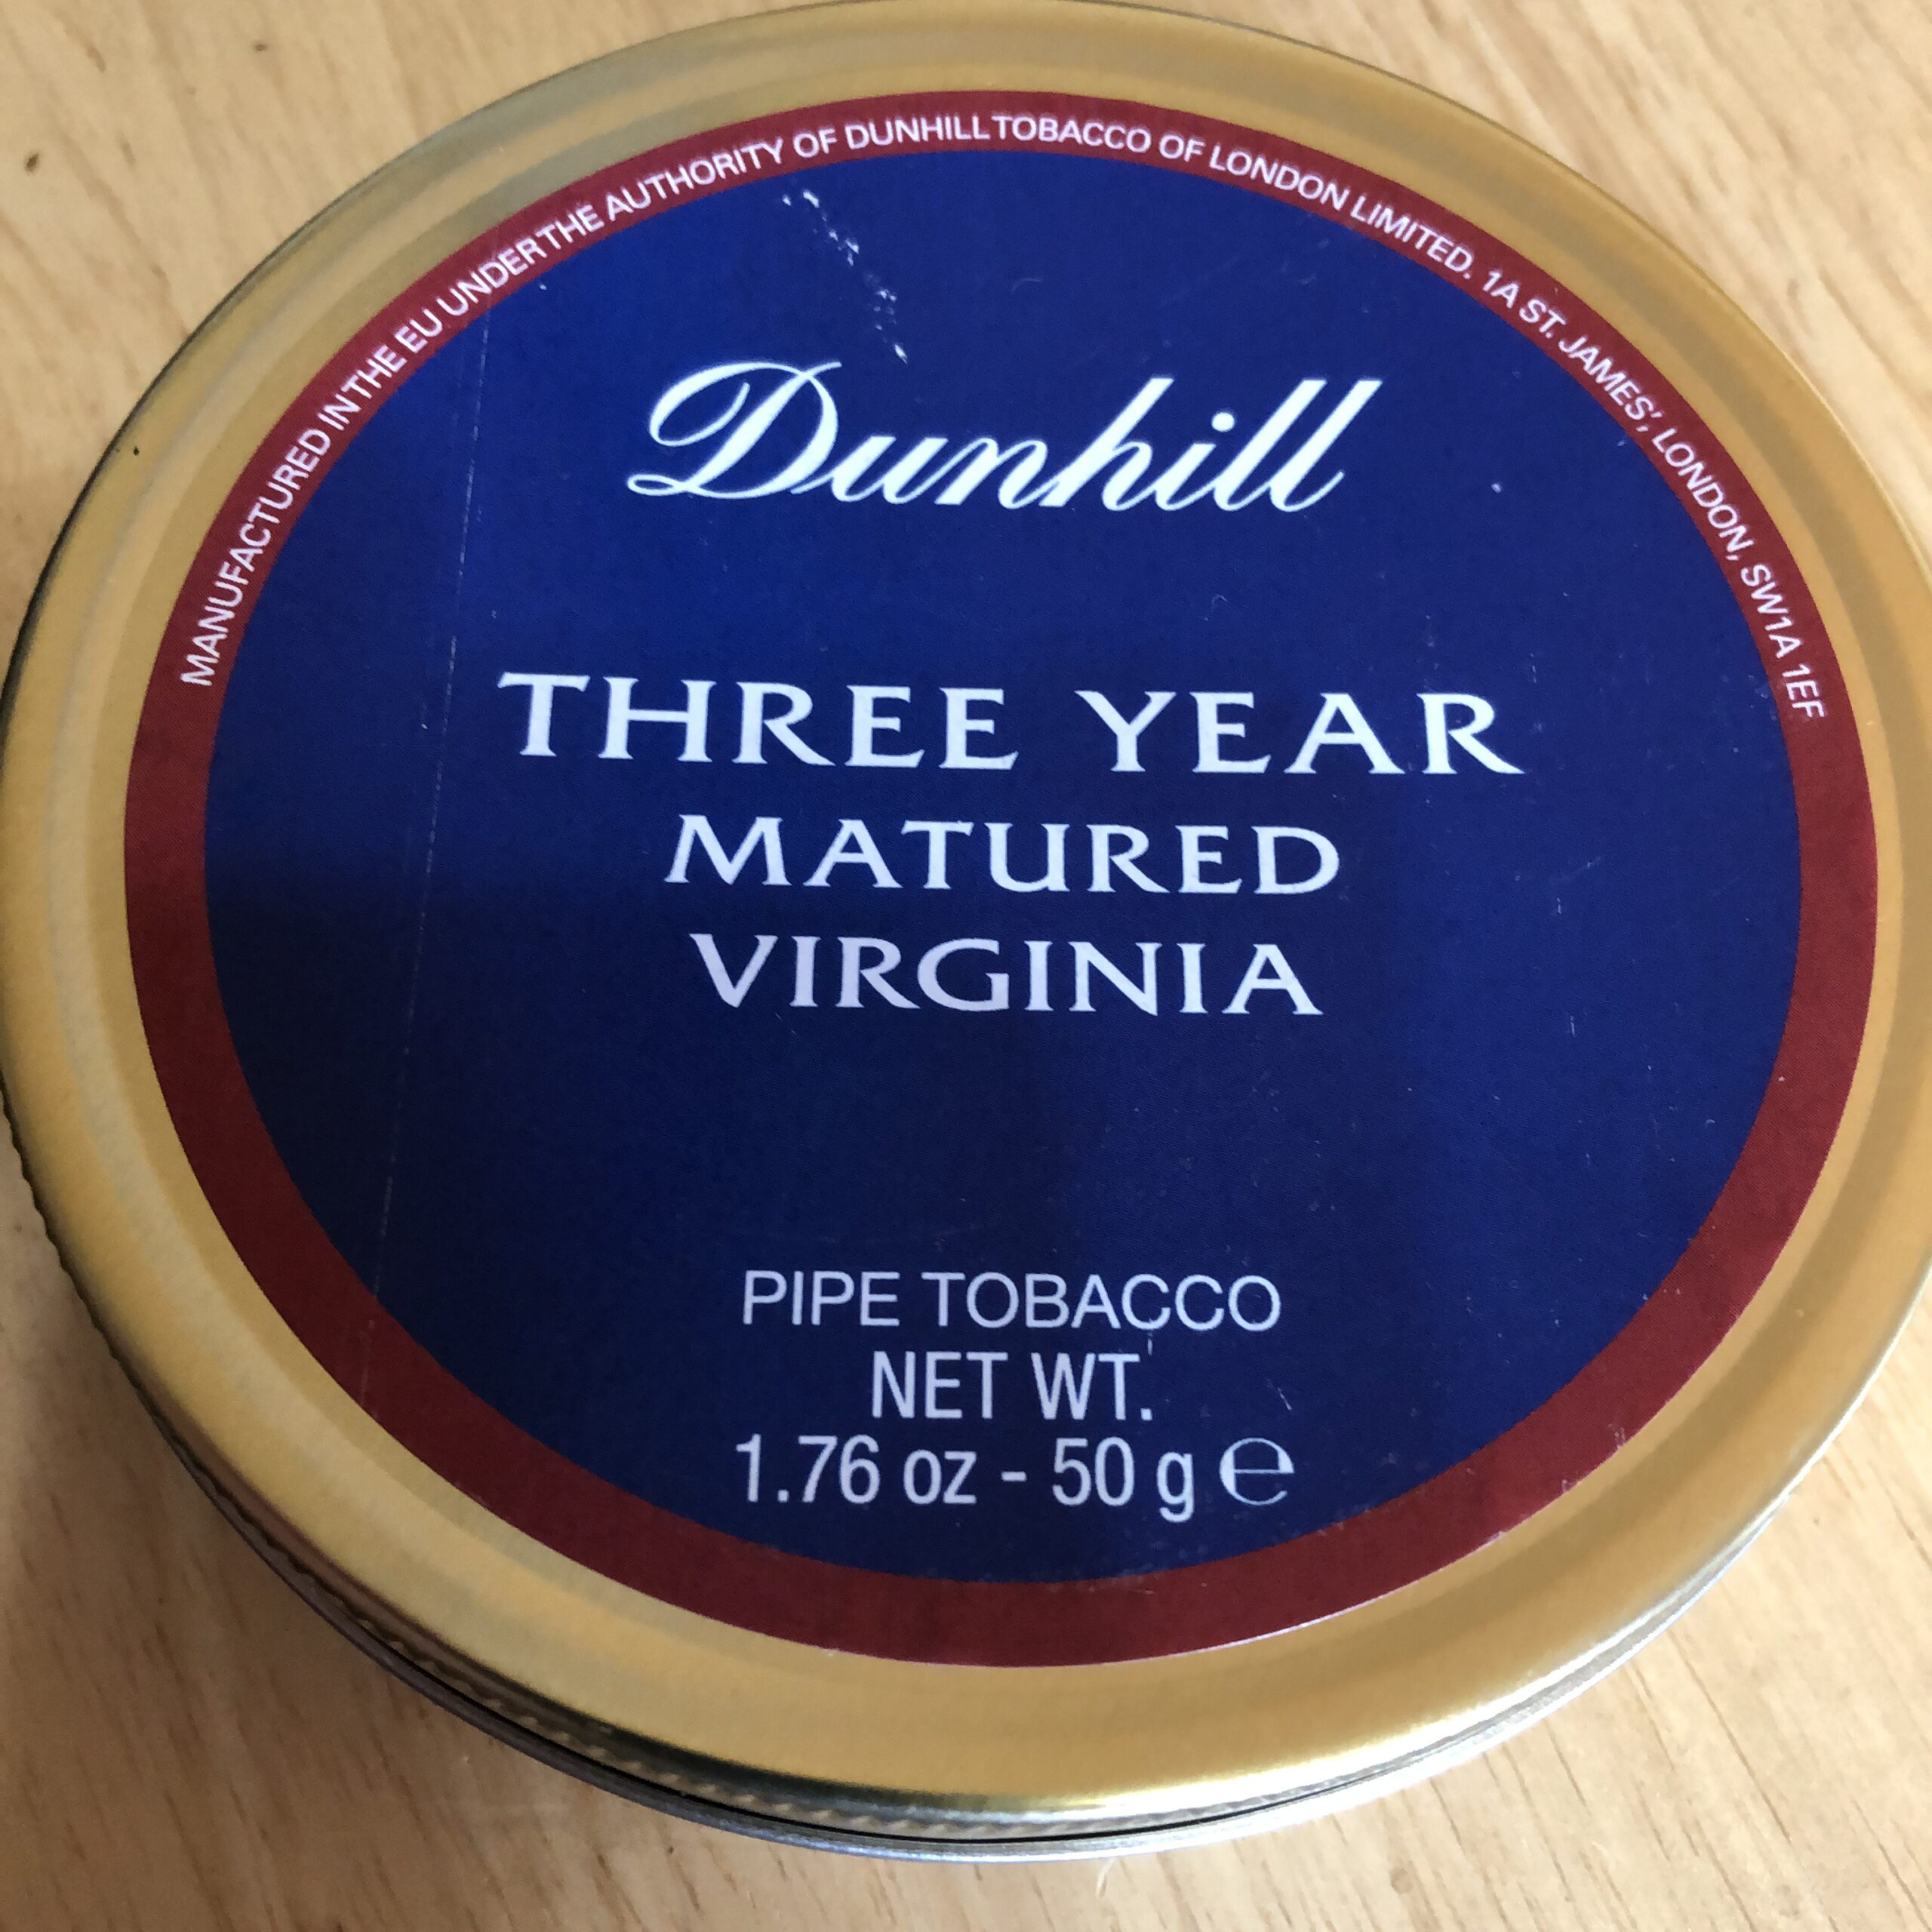 MANUFACTURED IN THE EU UNDER THE AUTHORITY OF DUNHILL TOBACCO OF LONDON LIMITED. 1A ST. JAMES', LONDON, SW1A 1EF
Dunhill
THREE YEAR
MATURED
VIRGINIA
PIPE TOBACCO
NET WT.
1.76 oz - 50 g ℮